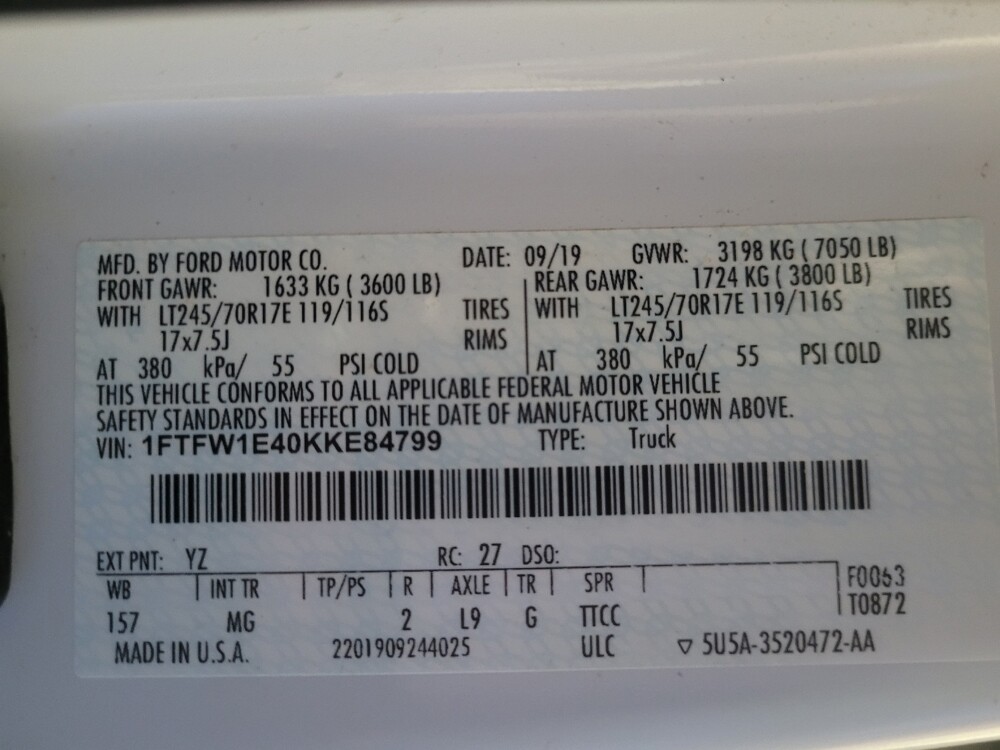 MFD. BY FORD MOTOR CO. DATE: 09/19 GVWR: 3198 KG ( 7050 LB)
FRONT GAWR: 1633 KG ( 3600 LB) REAR GAWR: 1724 KG ( 3800 LB)
WITH LT245/70R17E 119/116S TIRES WITH LT245/70R17E 119/116S TIRES
17x7.5J RIMS 17x7.5J RIMS
AT 380 kPa/ 55 PSI COLD AT 380 kPa/ 55 PSI COLD
THIS VEHICLE CONFORMS TO ALL APPLICABLE FEDERAL MOTOR VEHICLE
SAFETY STANDARDS IN EFFECT ON THE DATE OF MANUFACTURE SHOWN ABOVE.
VIN: 1FTFW1E40KKE84799 TYPE: Truck
EXT PNT: YZ RC: 27 DSO:
WB INT TR TP/PS R AXLE TR SPR F0063
157 MG 2 L9 G TTCC T0872
MADE IN U.S.A. 2201909244025 ULC ▽ 5U5A-3520472-AA